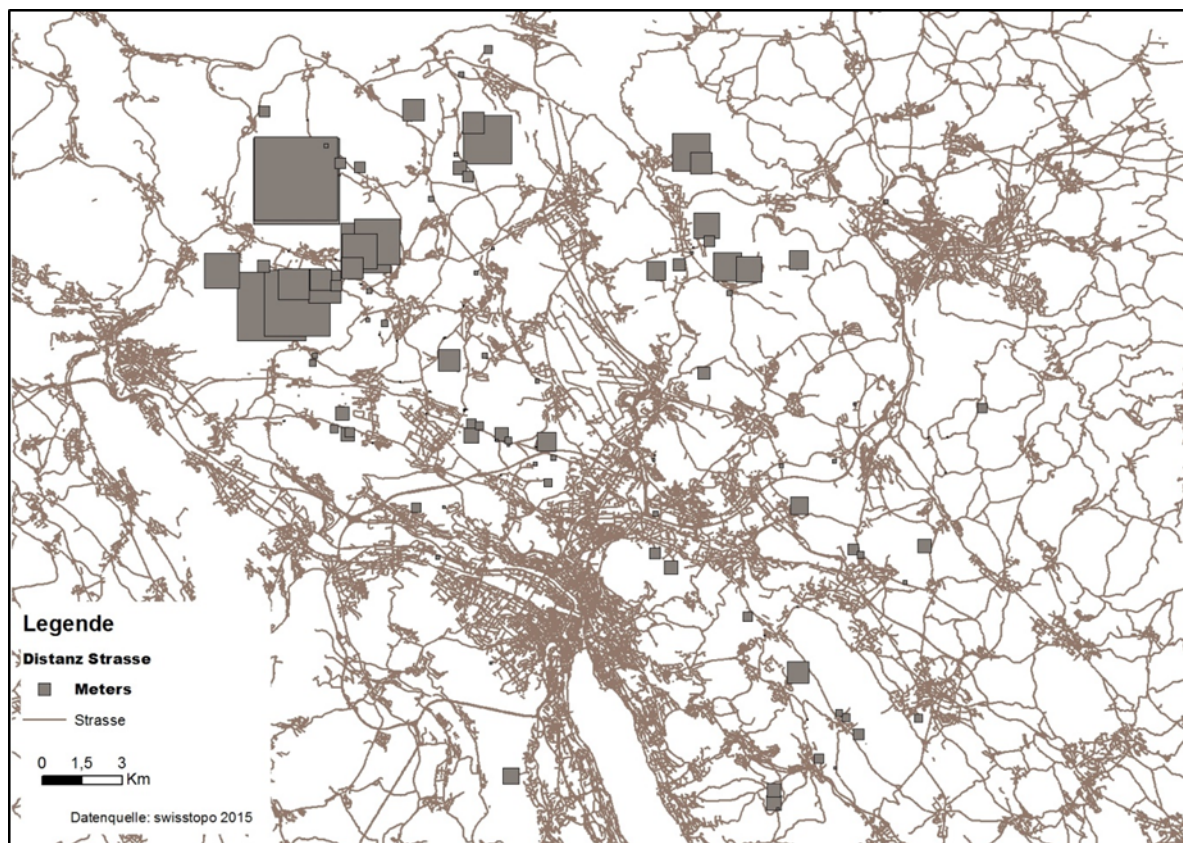 Legende
Distanz Strasse
Meters
Strasse
0 1,5 3
Km
Datenquelle: swisstopo 2015